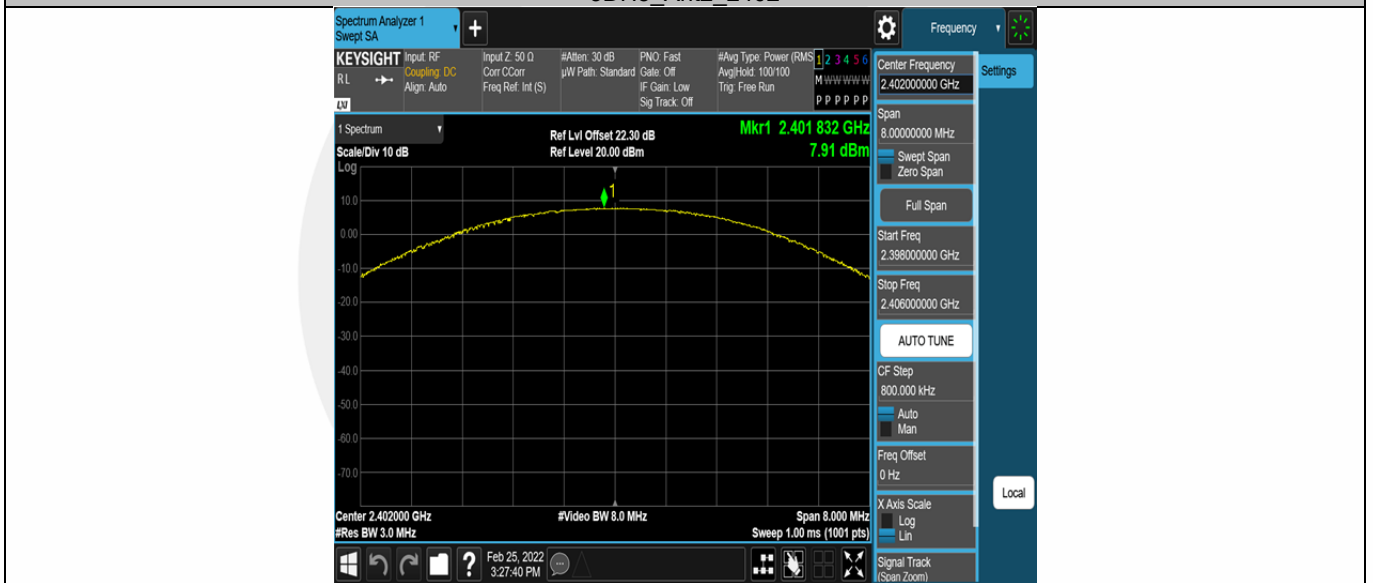 Spectrum Analyzer 1
Swept SA
+
Frequency
KEYSIGHT
RL
LXI
Input: RF
Coupling: DC
Align: Auto
Input Z: 50 Ω
Corr CCorr
Freq Ref: Int (S)
#Atten: 30 dB
µW Path: Standard
PNO: Fast
Gate: Off
IF Gain: Low
Sig Track: Off
#Avg Type: Power (RMS
Avg|Hold: 100/100
Trig: Free Run
1 2 3 4 5 6
M W W W W W
P P P P P P
Center Frequency
2.402000000 GHz
Settings
Span
8.00000000 MHz
Swept Span
Zero Span
Full Span
Start Freq
2.398000000 GHz
Stop Freq
2.406000000 GHz
AUTO TUNE
CF Step
800.000 kHz
Auto
Man
Freq Offset
0 Hz
X Axis Scale
Log
Lin
Signal Track
(Span Zoom)
Local
1 Spectrum
Scale/Div 10 dB
Log
Ref Lvl Offset 22.30 dB
Ref Level 20.00 dBm
Mkr1 2.401 832 GHz
7.91 dBm
1
10.0
0.00
-10.0
-20.0
-30.0
-40.0
-50.0
-60.0
-70.0
Center 2.402000 GHz
#Res BW 3.0 MHz
#Video BW 8.0 MHz
Span 8.000 MHz
Sweep 1.00 ms (1001 pts)
?
Feb 25, 2022
3:27:40 PM